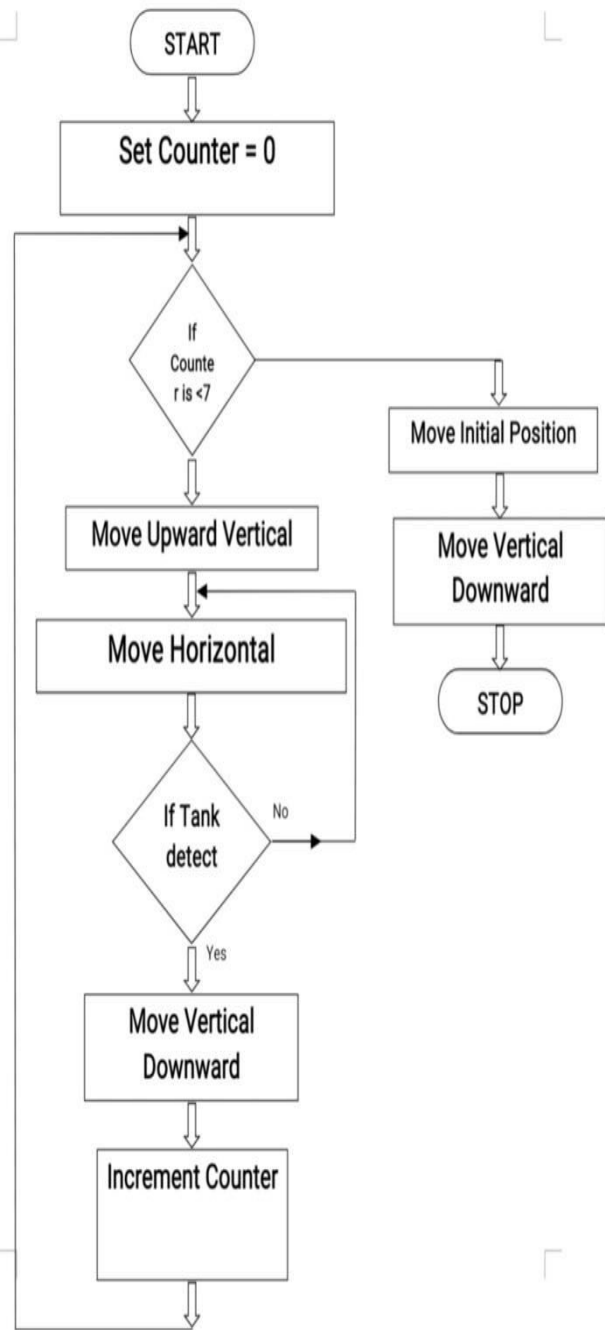 START
Set Counter = 0
If
Counte
r is <7
Move Initial Position
Move Upward Vertical
Move Vertical
Downward
Move Horizontal
STOP
If Tank
detect
No
Yes
Move Vertical
Downward
Increment Counter